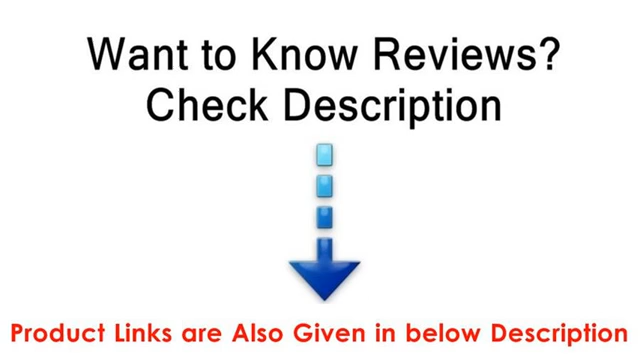 Want to Know Reviews?
Check Description
Product Links are Also Given in below Description